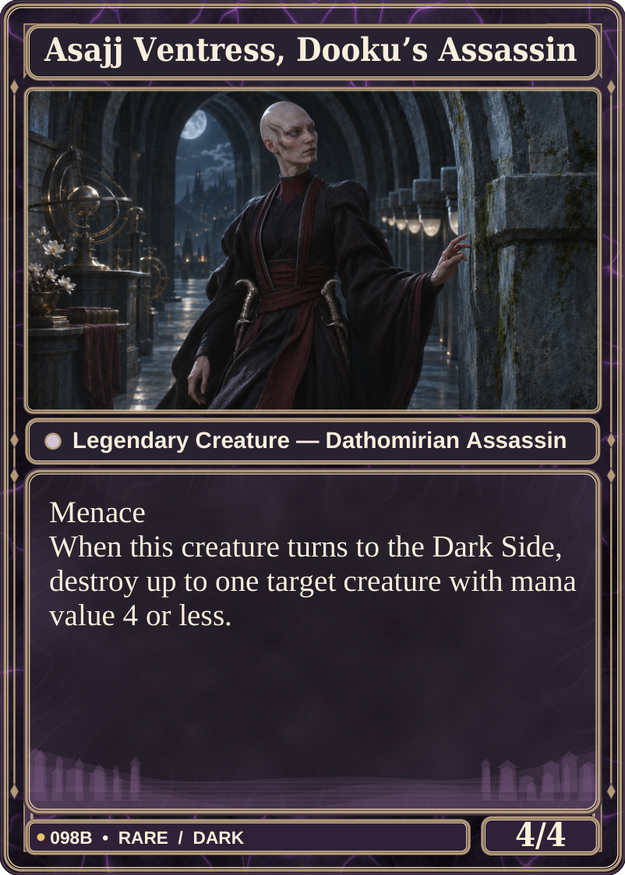 Asajj Ventress, Dooku’s Assassin
Legendary Creature — Dathomirian Assassin
Menace
When this creature turns to the Dark Side,
destroy up to one target creature with mana
value 4 or less.
098B • RARE / DARK
4/4